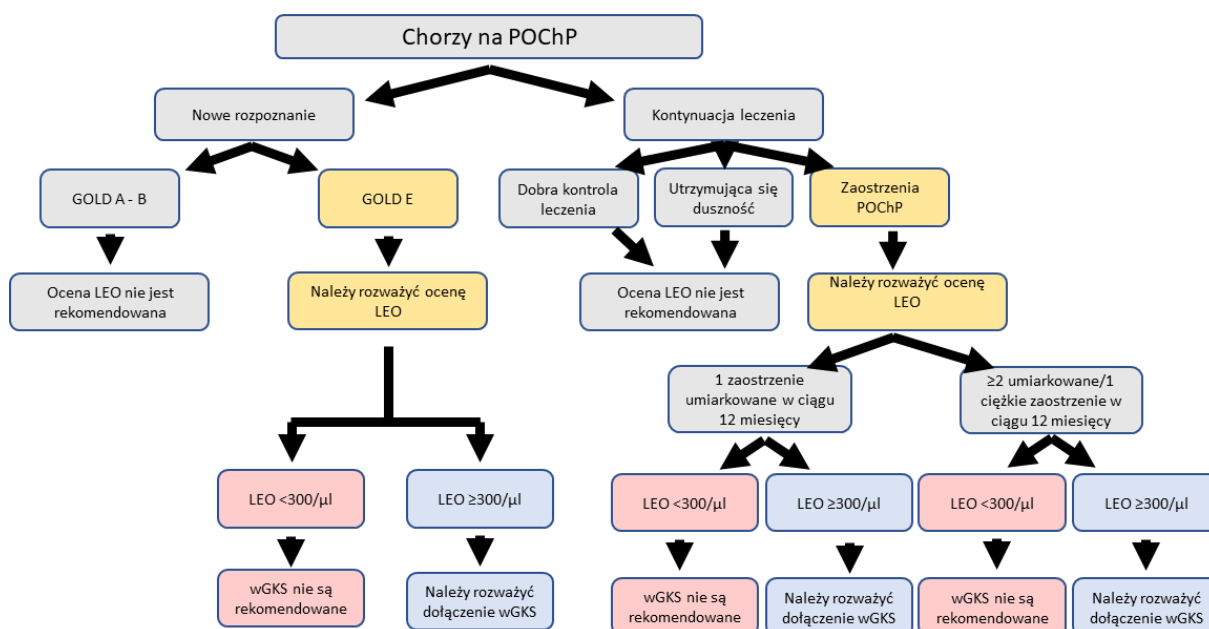 Chorzy na POChP
Nowe rozpoznanie
Kontynuacja leczenia
GOLD A - B
GOLD E
Dobra kontrola
leczenia
Utrzymująca się
duszność
Zaostrzenia
POChP
Ocena LEO nie jest
rekomendowana
Należy rozważyć ocenę
LEO
Ocena LEO nie jest
rekomendowana
Należy rozważyć ocenę
LEO
1 zaostrzenie
umiarkowane w ciągu
12 miesięcy
≥2 umiarkowane/1
ciężkie zaostrzenie w
ciągu 12 miesięcy
LEO <300/µl
LEO ≥300/µl
LEO <300/µl
LEO ≥300/µl
LEO <300/µl
LEO ≥300/µl
wGKS nie są
rekomendowane
Należy rozważyć
dołączenie wGKS
wGKS nie są
rekomendowane
Należy rozważyć
dołączenie wGKS
wGKS nie są
rekomendowane
Należy rozważyć
dołączenie wGKS